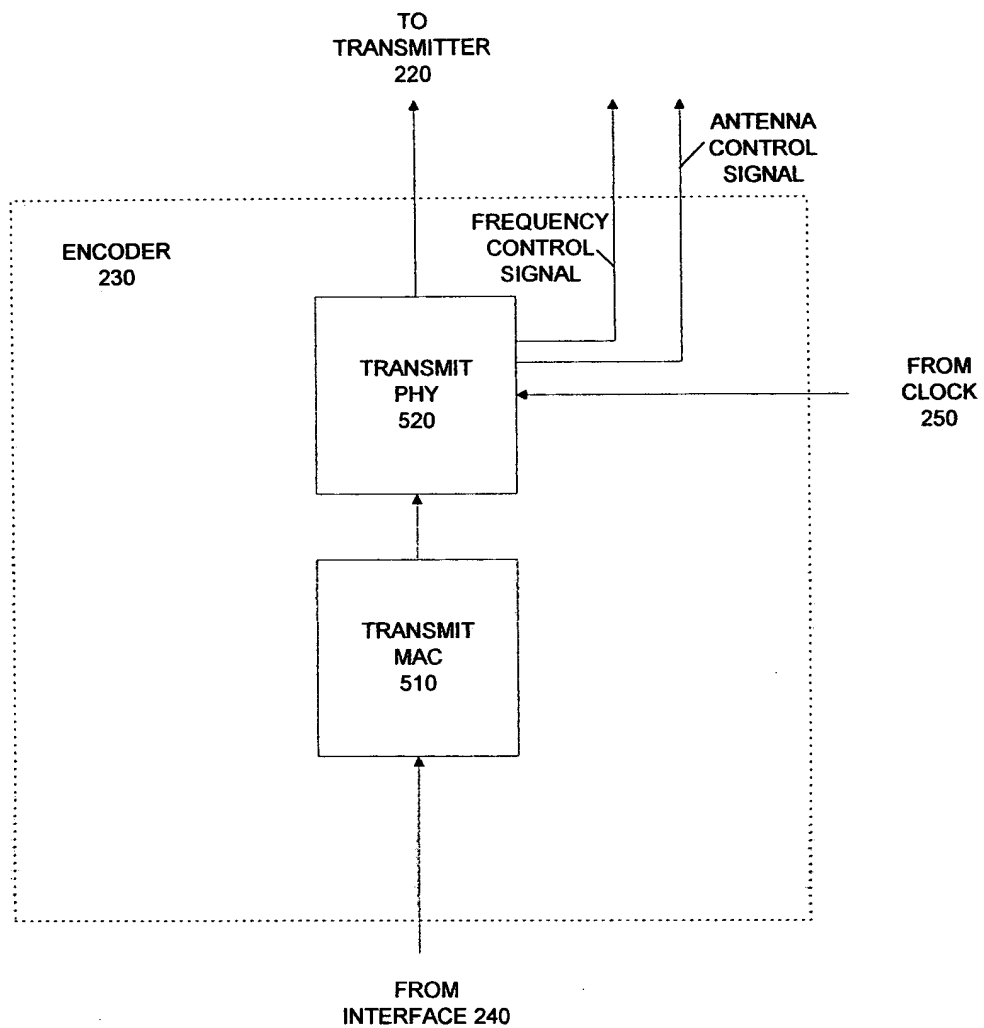 TO
TRANSMITTER
220
ANTENNA
CONTROL
SIGNAL
FREQUENCY
CONTROL
SIGNAL
ENCODER
230
TRANSMIT
PHY
520
FROM
CLOCK
250
TRANSMIT
MAC
510
FROM
INTERFACE 240